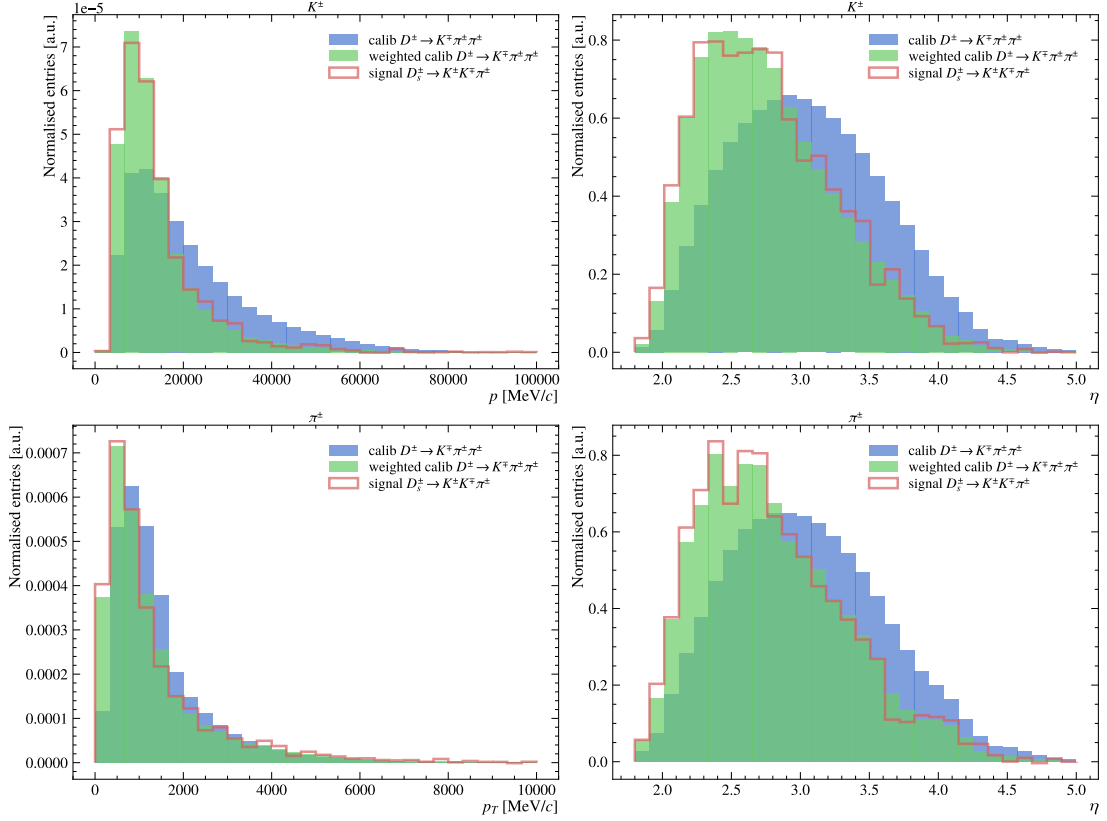 K±
1e−5
Normalised entries [a.u.]
calib D± → K∓π±π±
weighted calib D± → K∓π±π±
signal Dₛ± → K±K∓π±
7
6
5
4
3
2
1
0
0 20000 40000 60000 80000 100000
p [MeV/c]
K±
Normalised entries [a.u.]
calib D± → K∓π±π±
weighted calib D± → K∓π±π±
signal Dₛ± → K±K∓π±
0.8
0.6
0.4
0.2
0.0
2.0 2.5 3.0 3.5 4.0 4.5 5.0
η
π±
Normalised entries [a.u.]
calib D± → K∓π±π±
weighted calib D± → K∓π±π±
signal Dₛ± → K±K∓π±
0.0007
0.0006
0.0005
0.0004
0.0003
0.0002
0.0001
0.0000
0 2000 4000 6000 8000 10000
p_T [MeV/c]
π±
Normalised entries [a.u.]
calib D± → K∓π±π±
weighted calib D± → K∓π±π±
signal Dₛ± → K±K∓π±
0.8
0.6
0.4
0.2
0.0
2.0 2.5 3.0 3.5 4.0 4.5 5.0
η